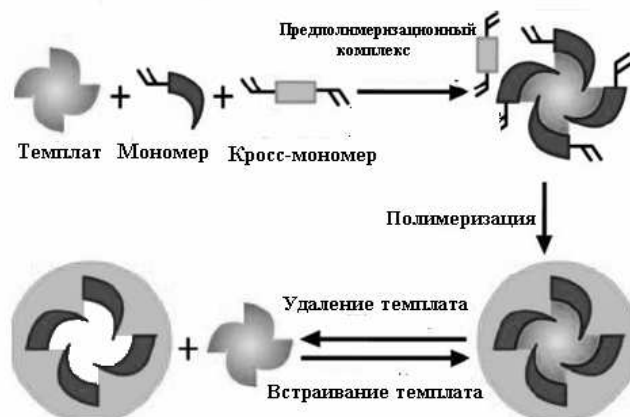 Предполимеризационный
комплекс
Темплат
Мономер
Кросс-мономер
Полимеризация
Удаление темплата
Встраивание темплата